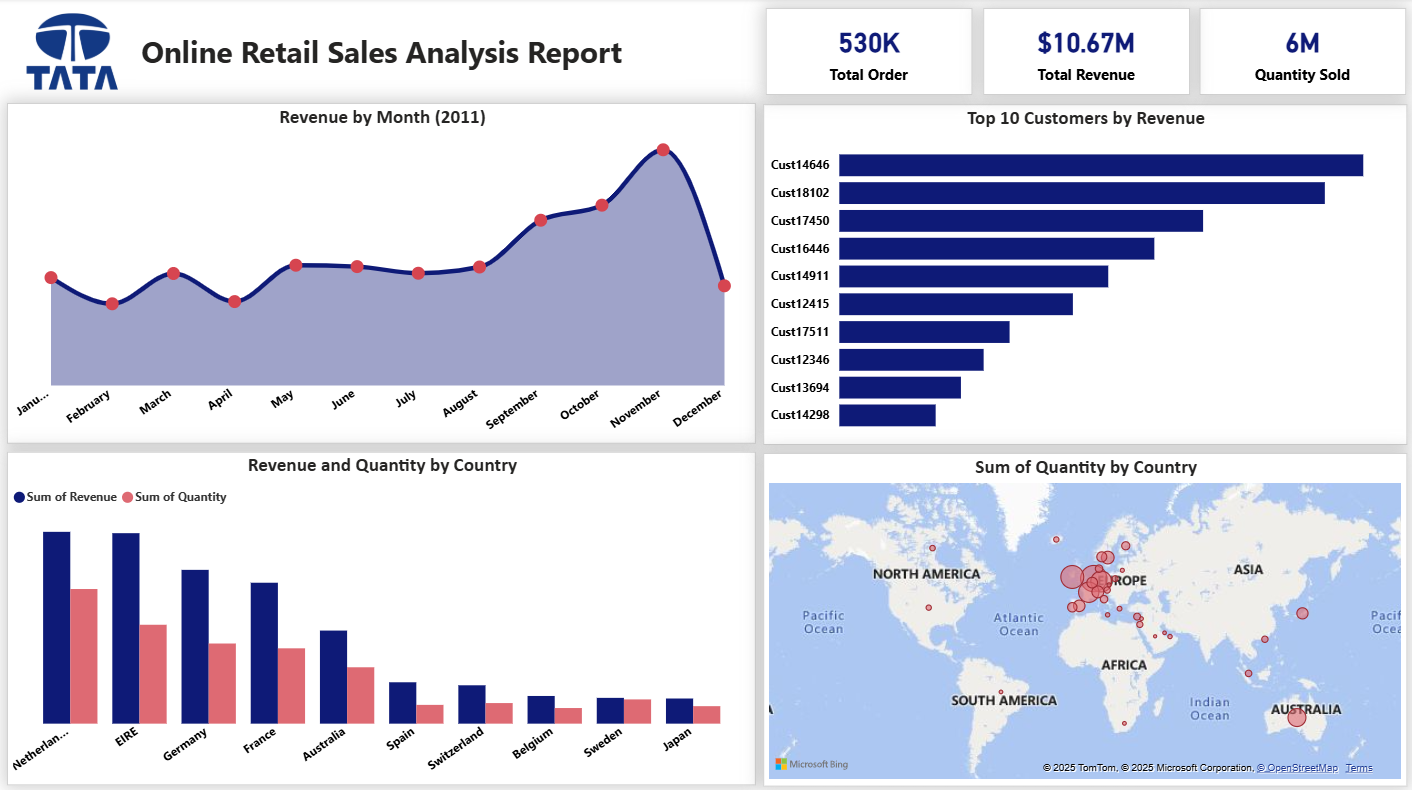 TATA
Online Retail Sales Analysis Report
530K
Total Order
$10.67M
Total Revenue
6M
Quantity Sold
Revenue by Month (2011)
Janu...
February
March
April
May
June
July
August
September
October
November
December
Top 10 Customers by Revenue
Cust14646
Cust18102
Cust17450
Cust16446
Cust14911
Cust12415
Cust17511
Cust12346
Cust13694
Cust14298
Revenue and Quantity by Country
Sum of Revenue
Sum of Quantity
Netherlan...
EIRE
Germany
France
Australia
Spain
Switzerland
Belgium
Sweden
Japan
Sum of Quantity by Country
NORTH AMERICA
EUROPE
ASIA
Pacific
Ocean
Atlantic
Ocean
Pacif
Ocea
AFRICA
SOUTH AMERICA
Indian
Ocean
AUSTRALIA
A
Microsoft Bing
© 2025 TomTom, © 2025 Microsoft Corporation, © OpenStreetMap Terms